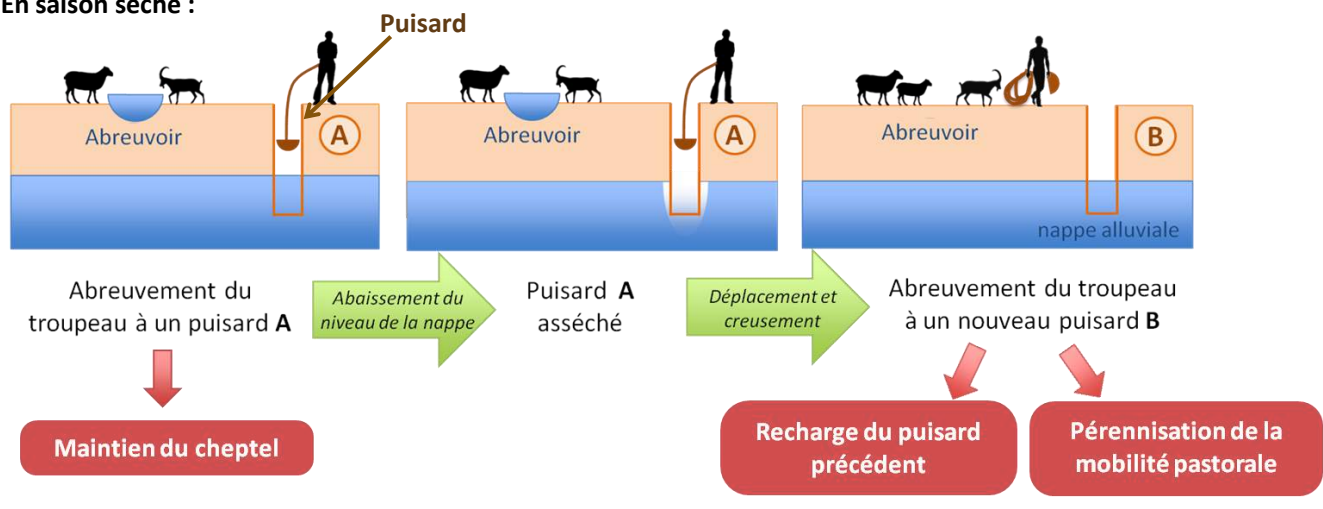 En saison sèche :
Puisard
Abreuvoir
A
Abreuvoir
A
Abreuvoir
B
nappe alluviale
Abreuvement du
troupeau à un puisard A
Abaissement du
niveau de la nappe
Puisard A
asséché
Déplacement et
creusement
Abreuvement du troupeau
à un nouveau puisard B
Maintien du cheptel
Recharge du puisard
précédent
Pérennisation de la
mobilité pastorale